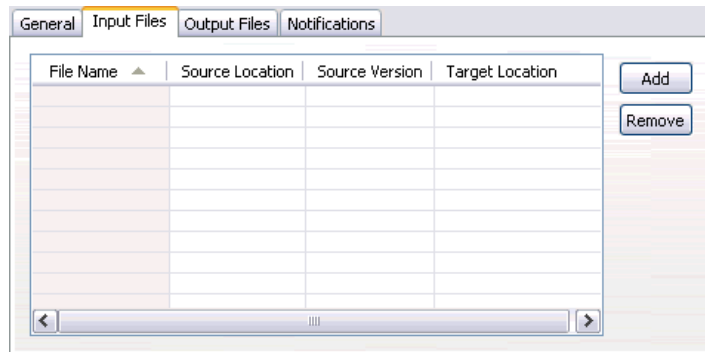 General Input Files Output Files Notifications
File Name Source Location Source Version Target Location
Add
Remove